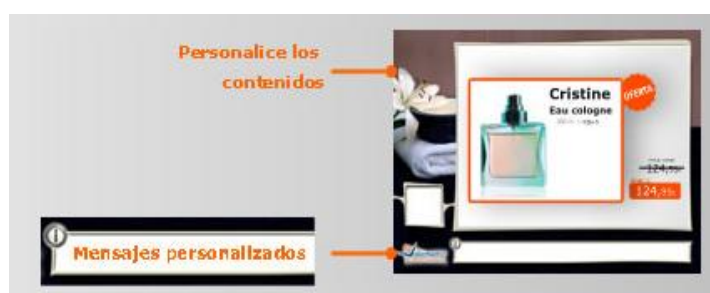 Personalice los
contenidos
Cristine
Eau cologne
OFERTA
124,95€
124,95€
Mensajes personalizados